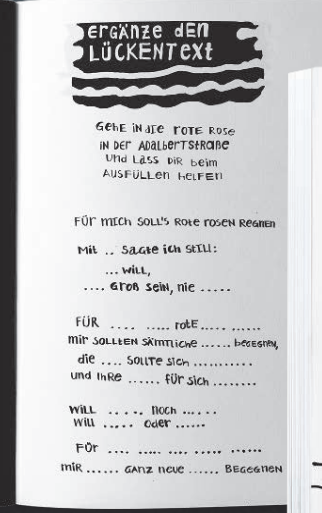 ergänze den
LÜCKENTEXT
GEHE IN DIE ROTE ROSE
IN DER ADALBERTSTRAßE
UND LASS DIR beim
AUSFÜLLEN HELFEN
FÜR MICH SOLL'S ROTE ROSEN REGNEN
Mit .. SAGTE ich STILL:
... WILL,
.... GROß SEIN, nie .....
FÜR .... .... rotE ..... ......
mir SOLLTEN SÄMTLICHE ...... BEGEGNEN,
die .... SOLLTE SICH ...........
und IHRE ...... FÜR SICH ........
WILL ..... noch ......
Will ..... oder ......
FÜR .... .... .... ..... ......
MIR ...... GANZ neue ...... BEGEGNEN